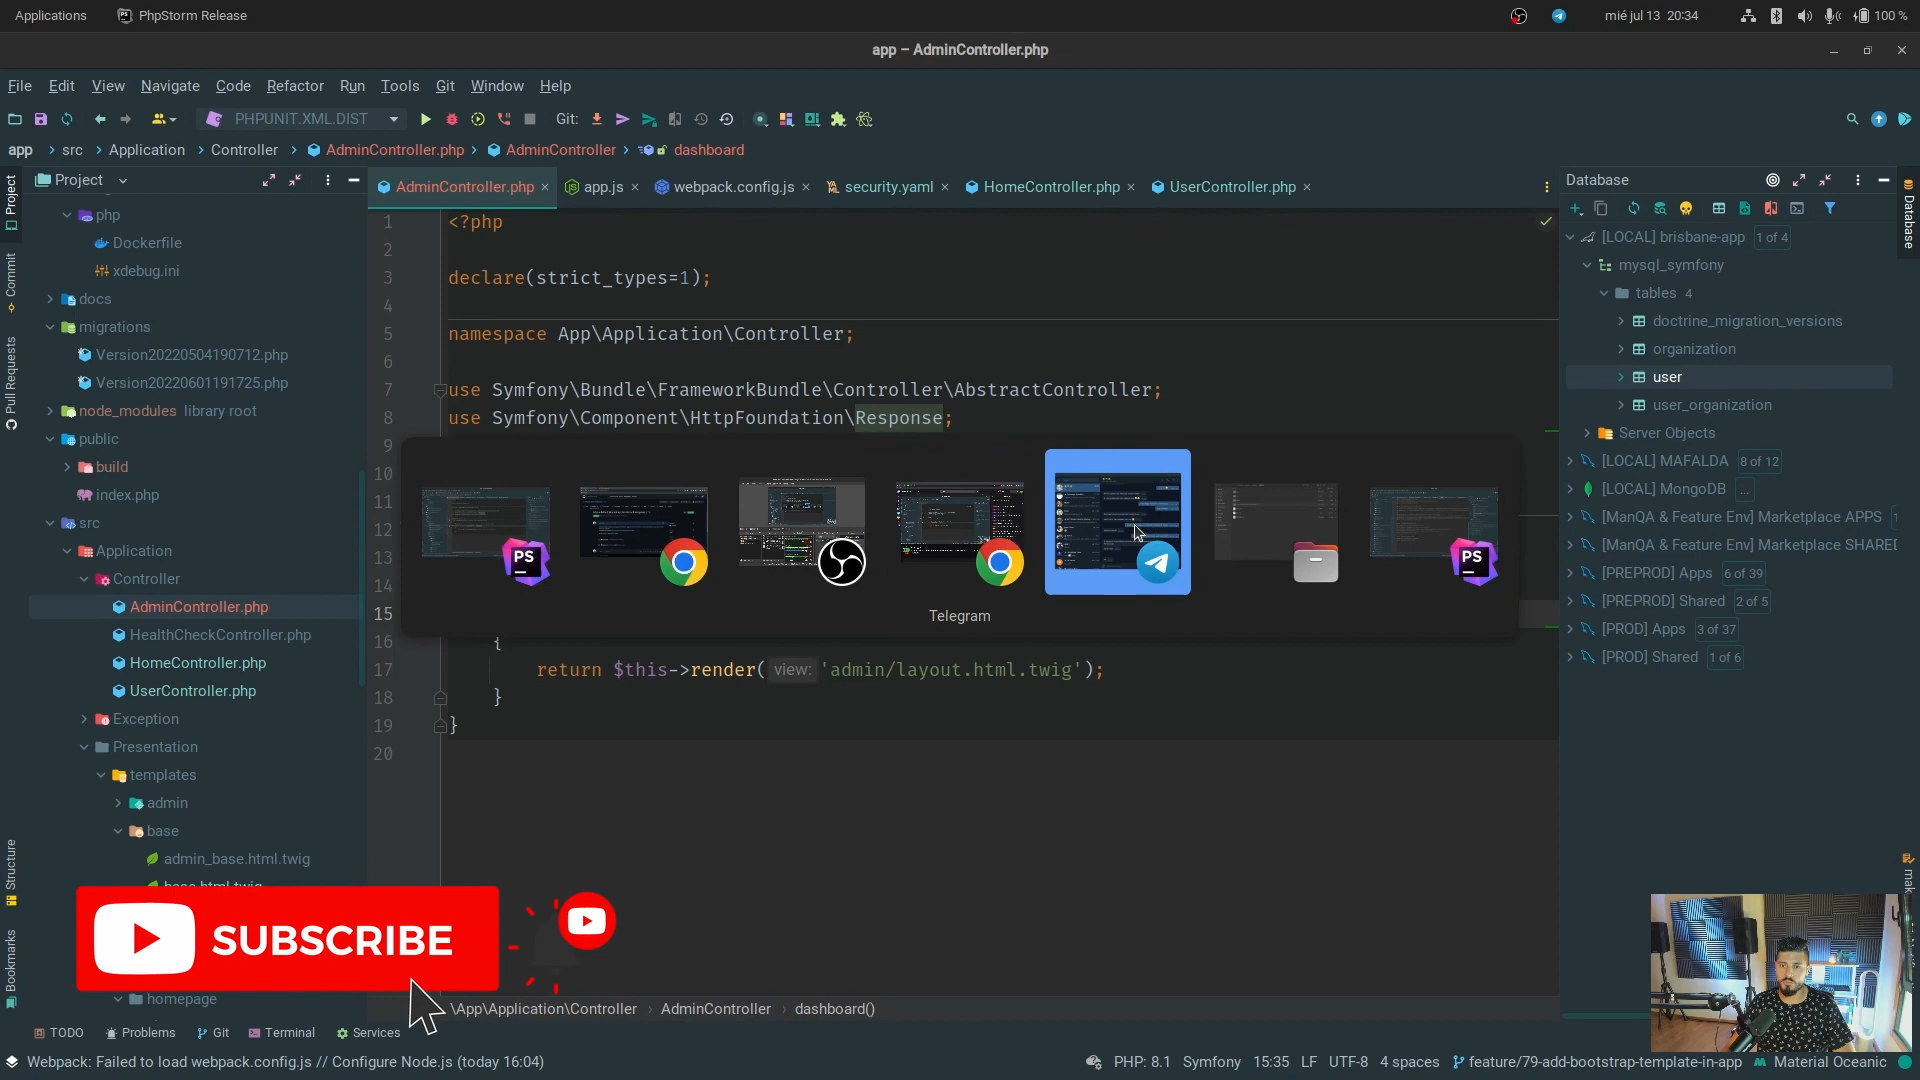 Applications PhpStorm Release mié jul 13 20:34 100 %
app – AdminController.php
File Edit View Navigate Code Refactor Run Tools Git Window Help
PHPUNIT.XML.DIST Git:
app src Application Controller AdminController.php AdminController dashboard
Project
AdminController.php app.js webpack.config.js security.yaml HomeController.php UserController.php
Database
Project
Commit
Pull Requests
Structure
Bookmarks
php
Dockerfile
xdebug.ini
docs
migrations
Version20220504190712.php
Version20220601191725.php
node_modules library root
public
build
index.php
src
Application
Controller
AdminController.php
HealthCheckController.php
HomeController.php
UserController.php
Exception
Presentation
templates
admin
base
admin_base.html.twig
base.html.twig
homepage
1 <?php
2
3 declare(strict_types=1);
4
5 namespace App\Application\Controller;
6
7 use Symfony\Bundle\FrameworkBundle\Controller\AbstractController;
8 use Symfony\Component\HttpFoundation\Response;
9
10
11
12
13
14
15
16 {
17 return $this->render( view: 'admin/layout.html.twig');
18 }
19 }
20
PS
PS
Telegram
[LOCAL] brisbane-app 1 of 4
mysql_symfony
tables 4
doctrine_migration_versions
organization
user
user_organization
Server Objects
[LOCAL] MAFALDA 8 of 12
[LOCAL] MongoDB ...
[ManQA & Feature Env] Marketplace APPS
[ManQA & Feature Env] Marketplace SHARED
[PREPROD] Apps 6 of 39
[PREPROD] Shared 2 of 5
[PROD] Apps 3 of 37
[PROD] Shared 1 of 6
Database
SUBSCRIBE
\App\Application\Controller AdminController dashboard()
TODO Problems Git Terminal Services
Webpack: Failed to load webpack.config.js // Configure Node.js (today 16:04) PHP: 8.1 Symfony 15:35 LF UTF-8 4 spaces feature/79-add-bootstrap-template-in-app Material Oceanic